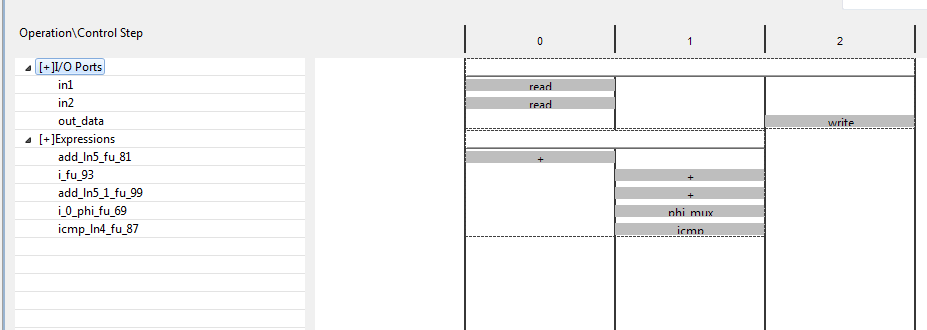 Operation\Control Step
0 1 2
[+]I/O Ports
in1 read
in2 read
out_data write
[+]Expressions
add_ln5_fu_81 +
i_fu_93 +
add_ln5_1_fu_99 +
i_0_phi_fu_69 phi_mux
icmp_ln4_fu_87 icmp